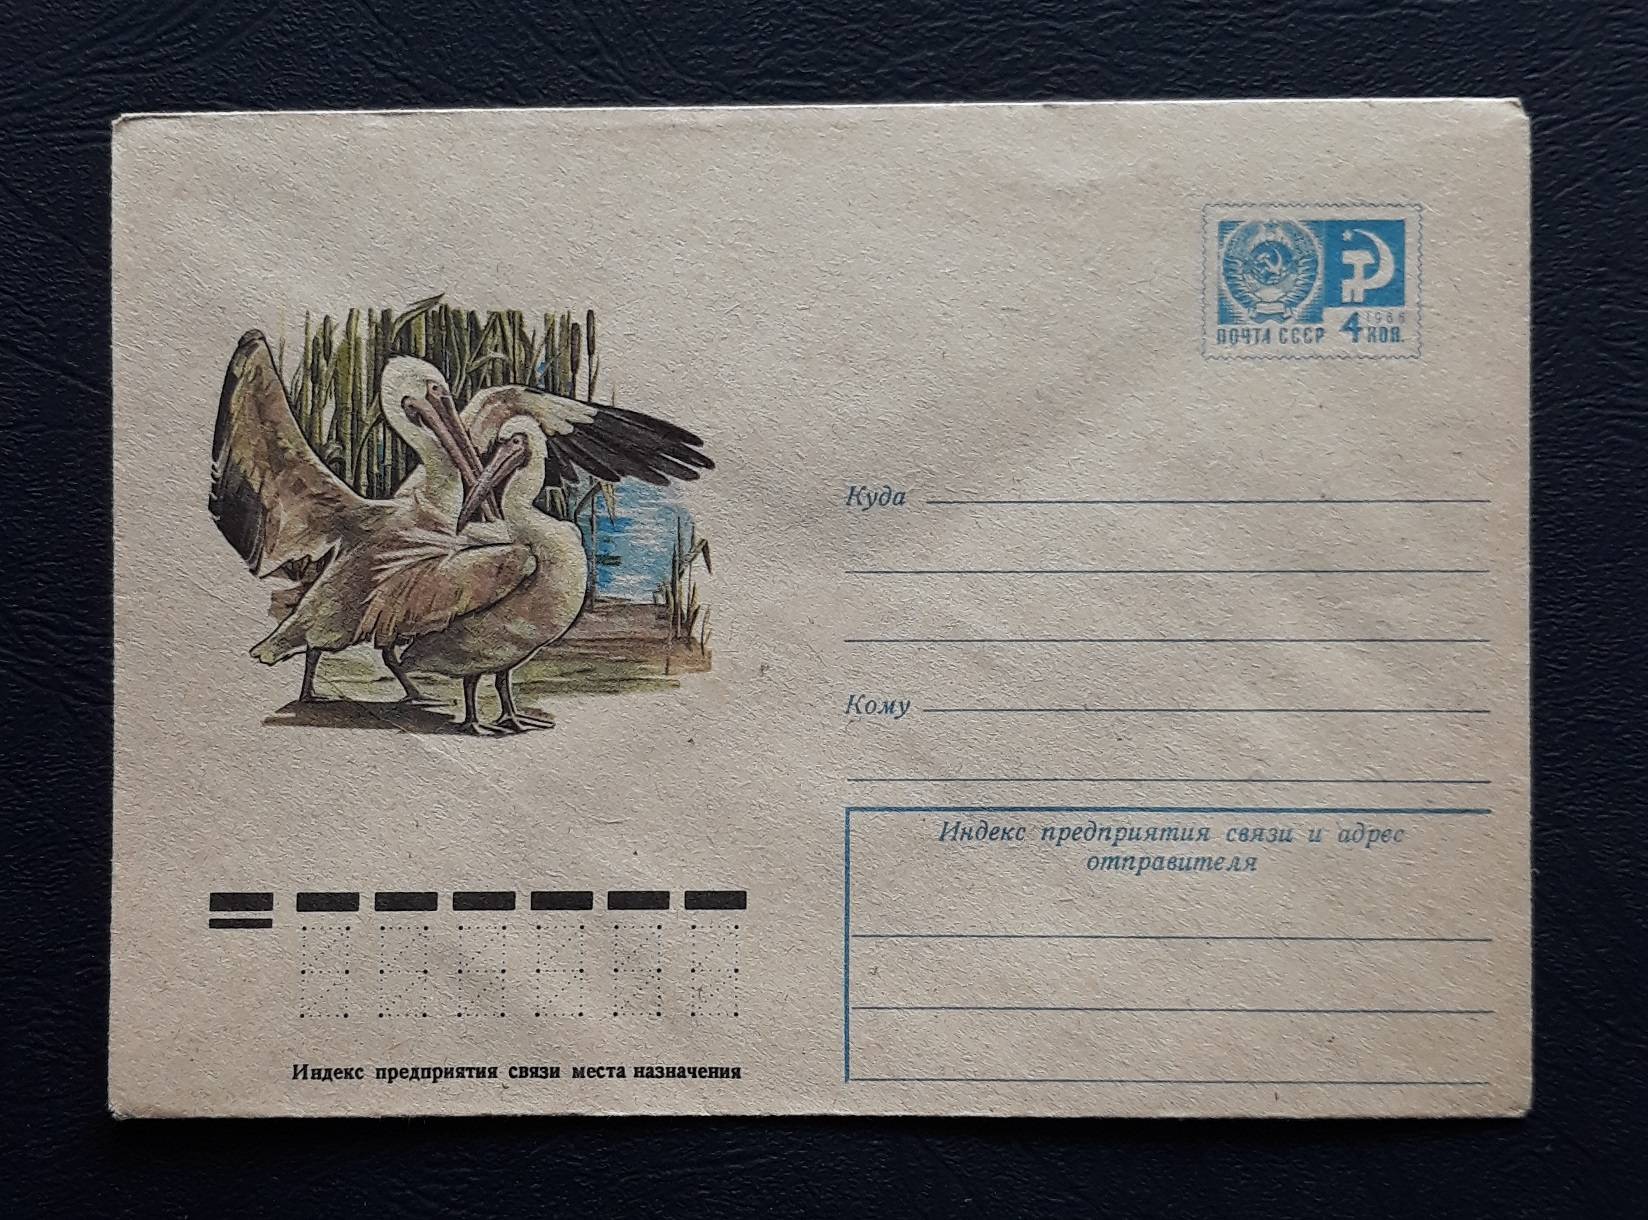 ПОЧТА СССР 4 1966 КОП.
Куда
Кому
Индекс предприятия связи и адрес
отправителя
Индекс предприятия связи места назначения